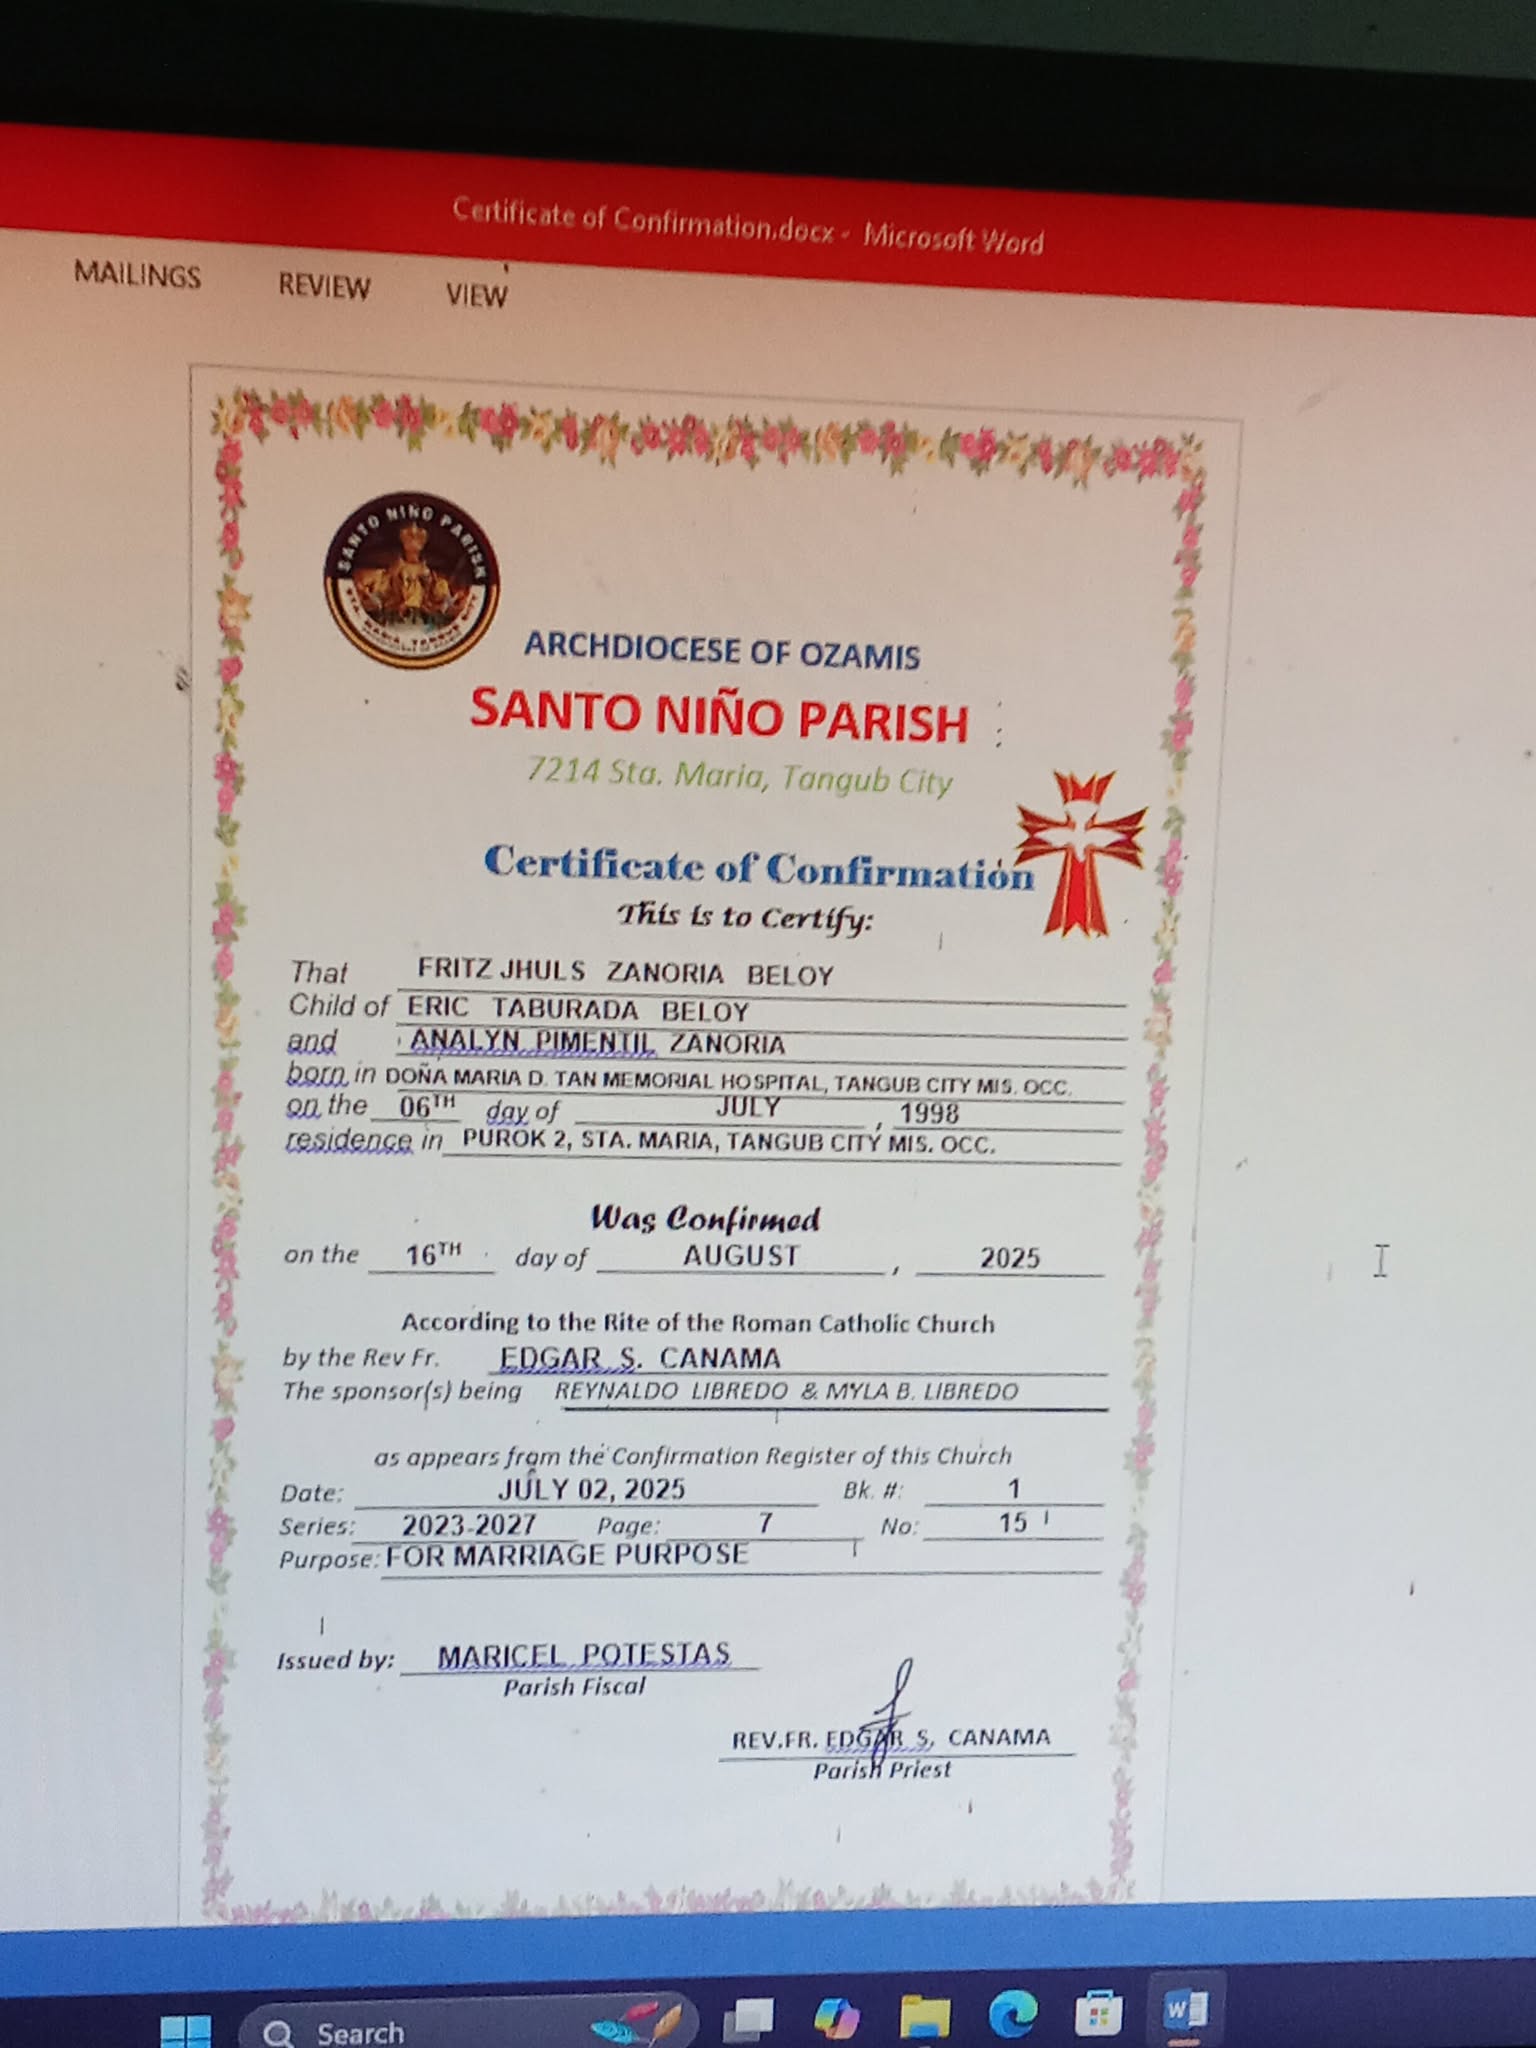 Certificate of Confirmation.docx - Microsoft Word
MAILINGS REVIEW VIEW
SANTO NIÑO PARISH
STA. MARIA, TANGUB CITY
ARCHDIOCESE OF OZAMIS
SANTO NIÑO PARISH
7214 Sta. Maria, Tangub City
Certificate of Confirmation
This is to Certify:
That FRITZ JHULS ZANORIA BELOY
Child of ERIC TABURADA BELOY
and ANALYN PIMENTIL ZANORIA
born in DOÑA MARIA D. TAN MEMORIAL HOSPITAL, TANGUB CITY MIS. OCC.
on the 06TH day of JULY , 1998
residence in PUROK 2, STA. MARIA, TANGUB CITY MIS. OCC.
Was Confirmed
on the 16TH day of AUGUST , 2025
According to the Rite of the Roman Catholic Church
by the Rev Fr. EDGAR S. CANAMA
The sponsor(s) being REYNALDO LIBREDO & MYLA B. LIBREDO
as appears from the Confirmation Register of this Church
Date: JULY 02, 2025 Bk. #: 1
Series: 2023-2027 Page: 7 No: 15
Purpose: FOR MARRIAGE PURPOSE
Issued by: MARICEL POTESTAS
Parish Fiscal
REV.FR. EDGAR S, CANAMA
Parish Priest
Search